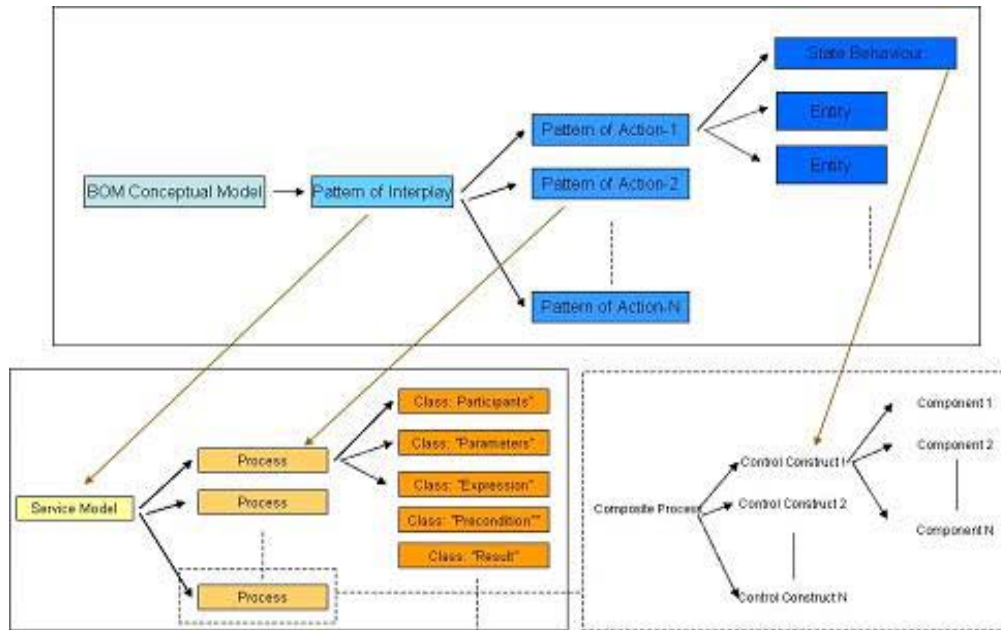 State Behaviour
Pattern of Action-1
Entity
Entity
BOM Conceptual Model
Pattern of Interplay
Pattern of Action-2
Pattern of Action-N
Class: Participants"
Class: "Parameters"
Process
Class: "Expression"
Service Model
Process
Class: "Precondition""
Class: "Result"
Process
Component 1
Component 2
Control Construct 1
Composite Process
Control Construct 2
Component N
Control Construct N